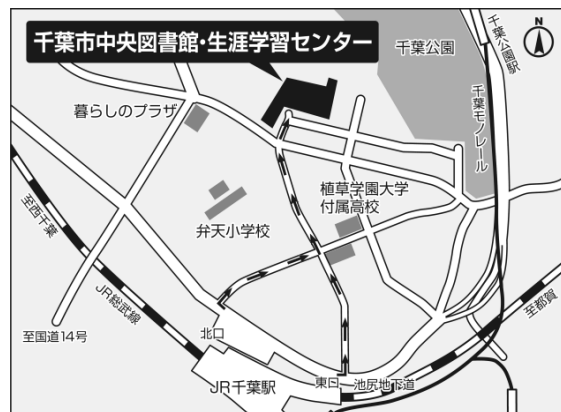 千葉市中央図書館・生涯学習センター
N
千葉公園
千葉公園駅
暮らしのプラザ
千葉モノレール
植草学園大学
付属高校
弁天小学校
至西千葉
JR総武線
至国道14号
北口
JR千葉駅
東口
池尻地下道
至都賀